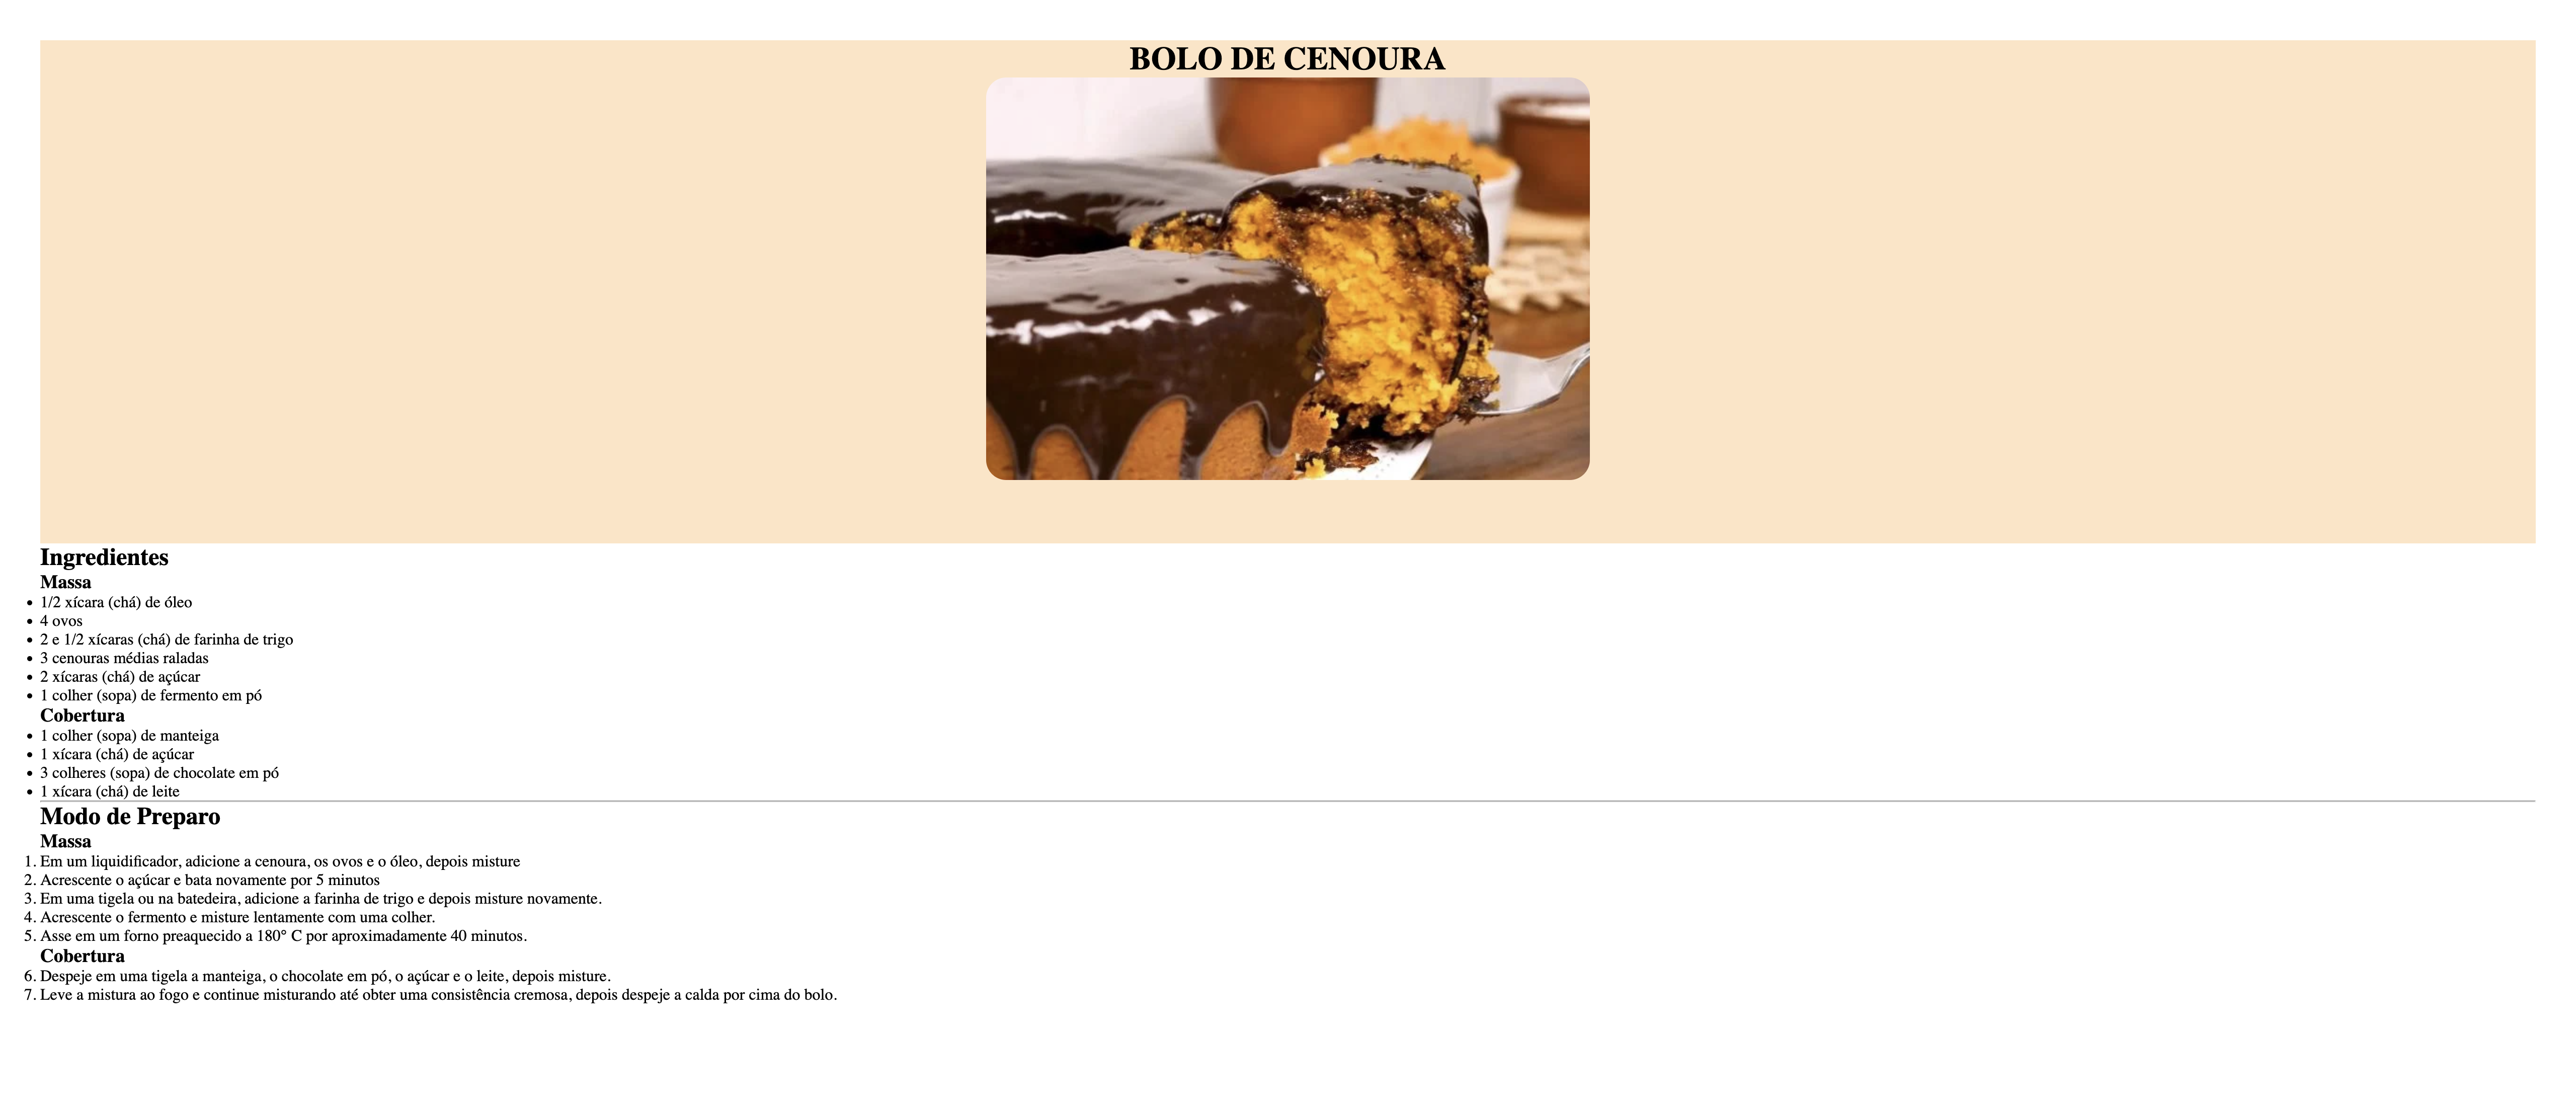 BOLO DE CENOURA
Ingredientes
Massa
• 1/2 xícara (chá) de óleo
• 4 ovos
• 2 e 1/2 xícaras (chá) de farinha de trigo
• 3 cenouras médias raladas
• 2 xícaras (chá) de açúcar
• 1 colher (sopa) de fermento em pó
Cobertura
• 1 colher (sopa) de manteiga
• 1 xícara (chá) de açúcar
• 3 colheres (sopa) de chocolate em pó
• 1 xícara (chá) de leite
Modo de Preparo
Massa
1. Em um liquidificador, adicione a cenoura, os ovos e o óleo, depois misture
2. Acrescente o açúcar e bata novamente por 5 minutos
3. Em uma tigela ou na batedeira, adicione a farinha de trigo e depois misture novamente.
4. Acrescente o fermento e misture lentamente com uma colher.
5. Asse em um forno preaquecido a 180° C por aproximadamente 40 minutos.
Cobertura
6. Despeje em uma tigela a manteiga, o chocolate em pó, o açúcar e o leite, depois misture.
7. Leve a mistura ao fogo e continue misturando até obter uma consistência cremosa, depois despeje a calda por cima do bolo.